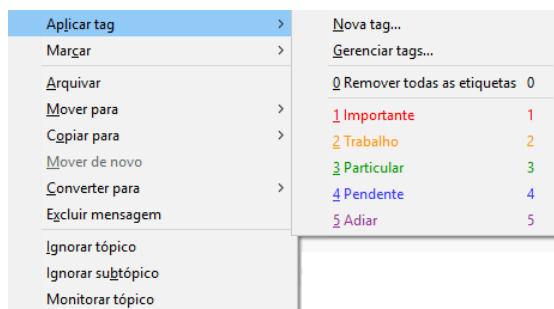 Aplicar tag
Marcar
Arquivar
Mover para
Copiar para
Mover de novo
Converter para
Excluir mensagem
Ignorar tópico
Ignorar subtópico
Monitorar tópico
Nova tag...
Gerenciar tags...
0 Remover todas as etiquetas 0
1 Importante 1
2 Trabalho 2
3 Particular 3
4 Pendente 4
5 Adiar 5